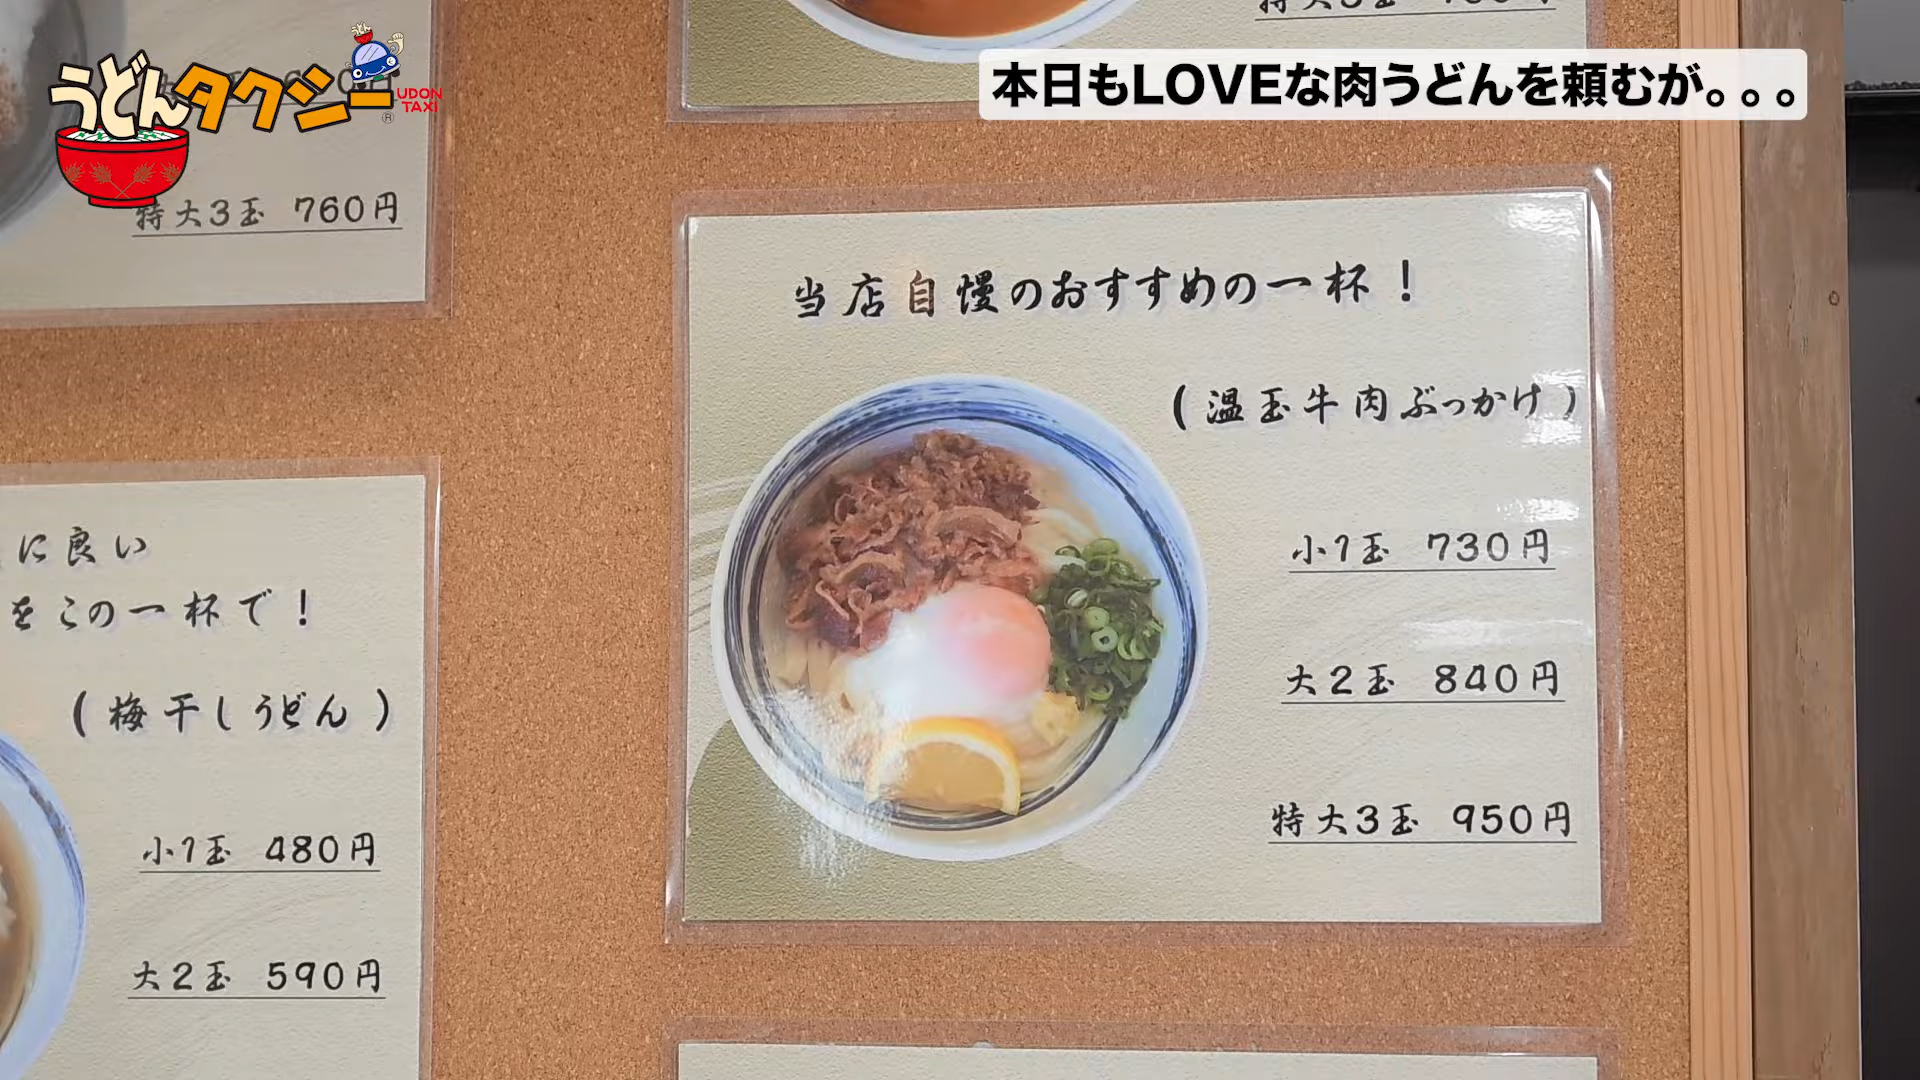 うどんタクシー
UDON
TAXI
®
本日もLOVEな肉うどんを頼むが。。。
特大3玉 760円
当店自慢のおすすめの一杯！
（温玉牛肉ぶっかけ）
小1玉 730円
大2玉 840円
特大3玉 950円
に良い
をこの一杯で！
（梅干しうどん）
小1玉 480円
大2玉 590円